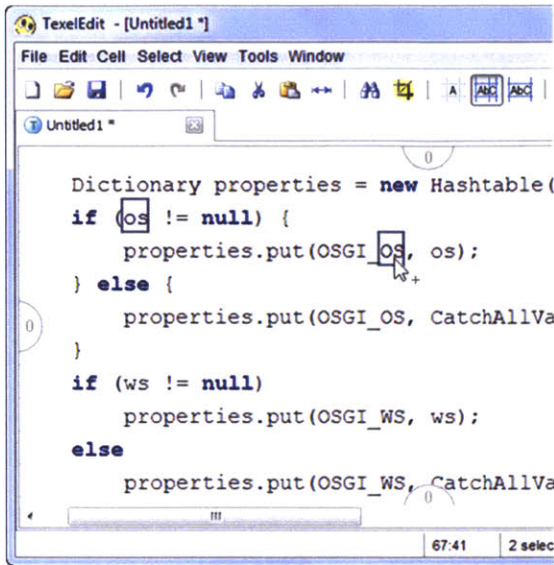 TexelEdit - [Untitled1 *]
File Edit Cell Select View Tools Window
A AbC AbC
Untitled1 *
0
Dictionary properties = new Hashtable(
if (os != null) {
properties.put(OSGI_OS, os);
} else {
0
properties.put(OSGI_OS, CatchAllVa
}
if (ws != null)
properties.put(OSGI_WS, ws);
else
properties.put(OSGI_WS, CatchAllVa
0
67:41 2 selec